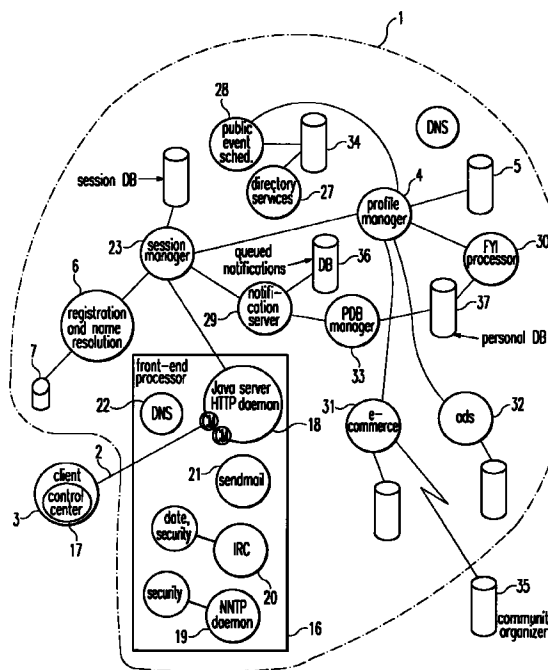 1
28
public
event
sched.
DNS
34
session DB
directory
services
27
4
5
profile
manager
23
session
manager
queued
notifications
DB
36
FYI
processor
30
6
registration
and name
resolution
29
notifi-
cation
server
PDB
manager
33
37
personal DB
7
front-end
processor
22
DNS
Java server
HTTP daemon
CM
CM
18
31
e-
commerce
ads
32
2
client
control
center
3
17
21
sendmail
date,
security
IRC
20
security
NNTP
daemon
19
16
35
community
organizer